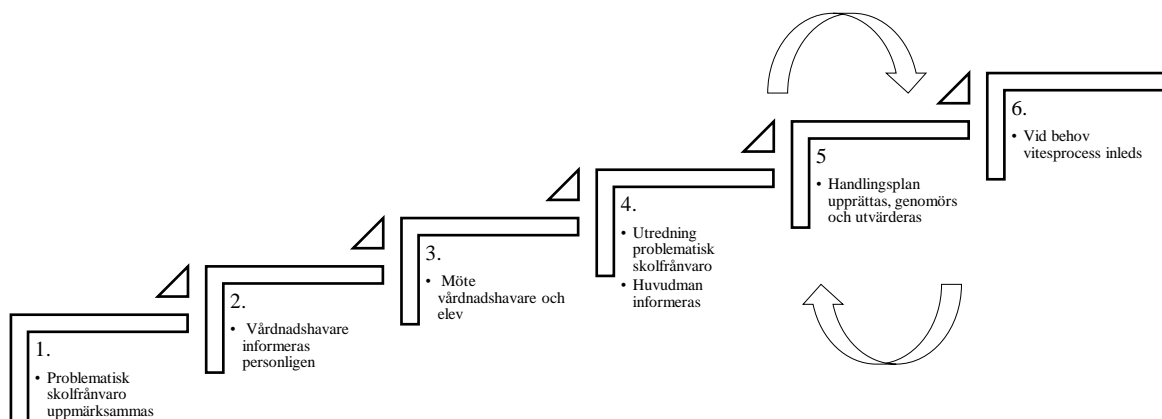 1.
• Problematisk
skolfrånvaro
uppmärksammas
2.
• Vårdnadshavare
informeras
personligen
3.
• Möte
vårdnadshavare och
elev
4.
• Utredning
problematisk
skolfrånvaro
• Huvudman
informeras
5
• Handlingsplan
upprättas, genomörs
och utvärderas
6.
• Vid behov
vitesprocess inleds